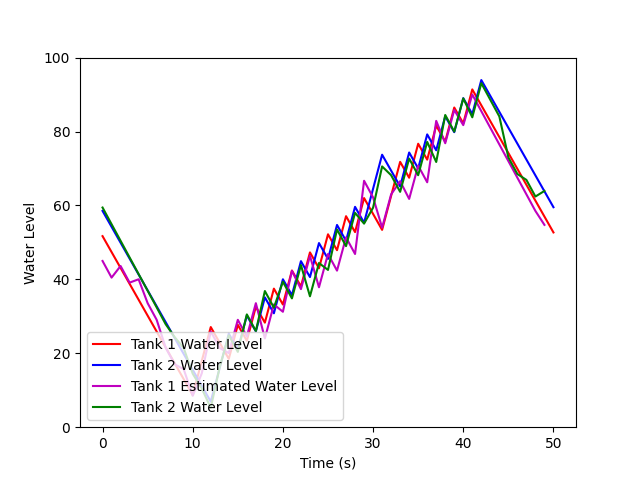 100
80
60
40
20
0
Water Level
Tank 1 Water Level
Tank 2 Water Level
Tank 1 Estimated Water Level
Tank 2 Water Level
0 10 20 30 40 50
Time (s)